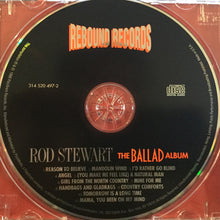 REBOUND RECORDS
314 520 497-2
ROD STEWART THE BALLAD ALBUM
REASON TO BELIEVE · MANDOLIN WIND · I'D RATHER GO BLIND
ANGEL · (YOU MAKE ME FEEL LIKE) A NATURAL MAN
GIRL FROM THE NORTH COUNTRY · MINE FOR ME
HANDBAGS AND GLADRAGS · COUNTRY COMFORTS
TOMORROW IS A LONG TIME
MAMA, YOU BEEN ON MY MIND